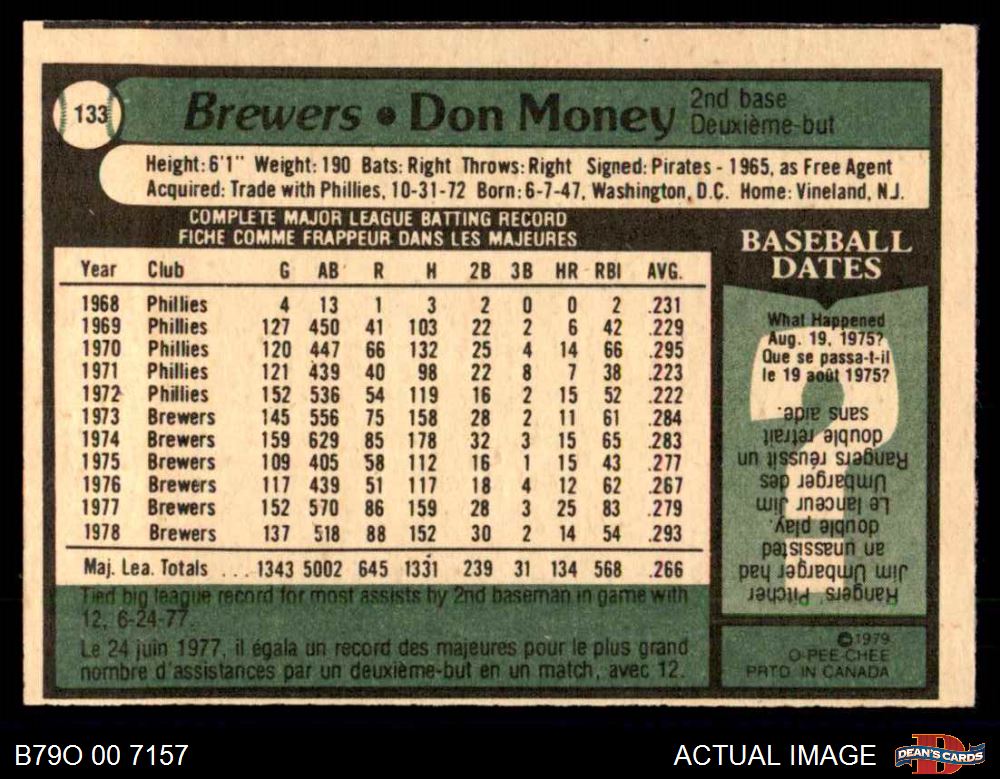 133
Brewers • Don Money
2nd base
Deuxième-but
Height: 6'1" Weight: 190 Bats: Right Throws: Right Signed: Pirates - 1965, as Free Agent
Acquired: Trade with Phillies, 10-31-72 Born: 6-7-47, Washington, D.C. Home: Vineland, N.J.
COMPLETE MAJOR LEAGUE BATTING RECORD
FICHE COMME FRAPPEUR DANS LES MAJEURES
Year Club G AB R H 2B 3B HR RBI AVG.
1968 Phillies 4 13 1 3 2 0 0 2 .231
1969 Phillies 127 450 41 103 22 2 6 42 .229
1970 Phillies 120 447 66 132 25 4 14 66 .295
1971 Phillies 121 439 40 98 22 8 7 38 .223
1972 Phillies 152 536 54 119 16 2 15 52 .222
1973 Brewers 145 556 75 158 28 2 11 61 .284
1974 Brewers 159 629 85 178 32 3 15 65 .283
1975 Brewers 109 405 58 112 16 1 15 43 .277
1976 Brewers 117 439 51 117 18 4 12 62 .267
1977 Brewers 152 570 86 159 28 3 25 83 .279
1978 Brewers 137 518 88 152 30 2 14 54 .293
Maj. Lea. Totals ... 1343 5002 645 1331 239 31 134 568 .266
Tied big league record for most assists by 2nd baseman in game with
12, 6-24-77.
Le 24 juin 1977, il égala un record des majeures pour le plus grand
nombre d'assistances par un deuxième-but en un match, avec 12.
BASEBALL
DATES
What Happened
Aug. 19, 1975?
Que se passa-t-il
le 19 août 1975?
Rangers' Pitcher
Jim Umbarger had
an unassisted
double play.
Le lanceur Jim
Umbarger des
Rangers réussit un
double retrait
sans aide.
©1979
O-PEE-CHEE
PRTD. IN CANADA
B79O 00 7157
ACTUAL IMAGE
D
DEAN'S CARDS